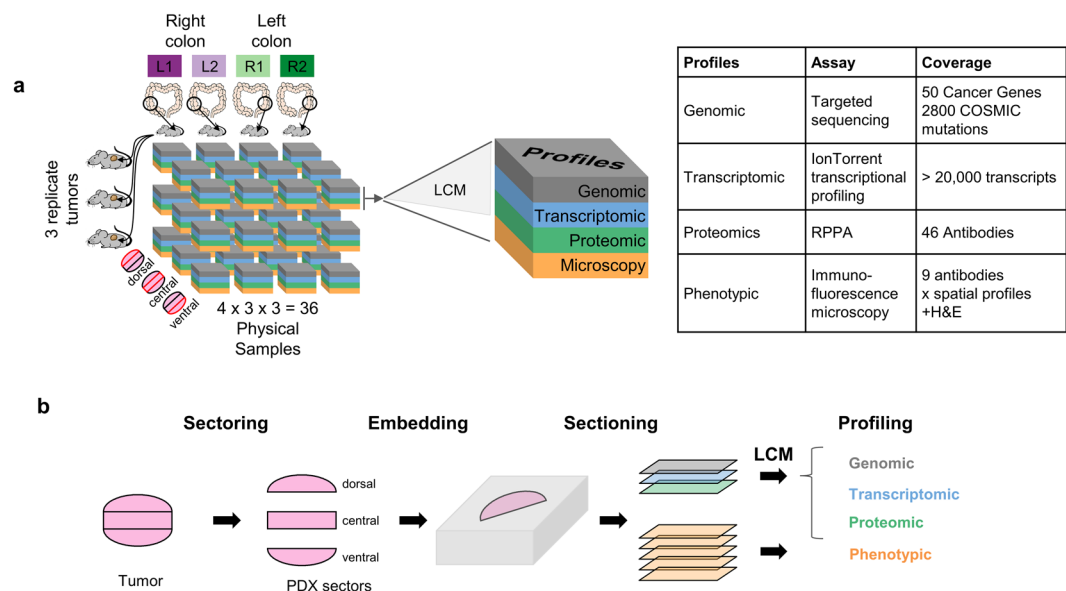 a
Right
colon
Left
colon
L1 L2 R1 R2
3 replicate
tumors
dorsal
central
ventral
4 x 3 x 3 = 36
Physical
Samples
LCM
Profiles
Genomic
Transcriptomic
Proteomic
Microscopy
Profiles Assay Coverage
Genomic
Targeted
sequencing
50 Cancer Genes
2800 COSMIC
mutations
Transcriptomic
IonTorrent
transcriptional
profiling
> 20,000 transcripts
Proteomics RPPA 46 Antibodies
Phenotypic
Immuno-
fluorescence
microscopy
9 antibodies
x spatial profiles
+H&E
b
Sectoring Embedding Sectioning Profiling
Tumor
dorsal
central
ventral
PDX sectors
LCM
Genomic
Transcriptomic
Proteomic
Phenotypic